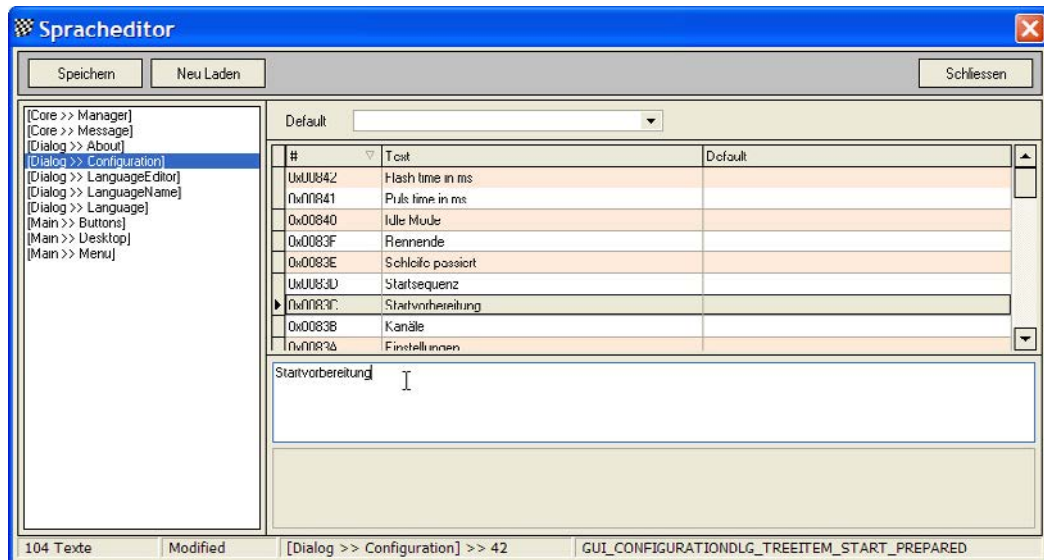 Spracheditor
Speichern Neu Laden Schliessen
[Core >> Manager]
[Core >> Message]
[Dialog >> About]
[Dialog >> Configuration]
[Dialog >> LanguageEditor]
[Dialog >> LanguageName]
[Dialog >> Language]
[Main >> Buttons]
[Main >> Desktop]
[Main >> Menu]
Default
# Text Default
0x00842 Flash time in ms
0x00841 Puls time in ms
0x00840 Idle Mode
0x0083F Rennende
0x0083E Schleife passiert
0x0083D Startsequenz
0x0083C Startvorbereitung
0x0083B Kanäle
0x0083A Einstellungen
Startvorbereitung
104 Texte Modified [Dialog >> Configuration] >> 42 GUI_CONFIGURATIONDLG_TREEITEM_START_PREPARED